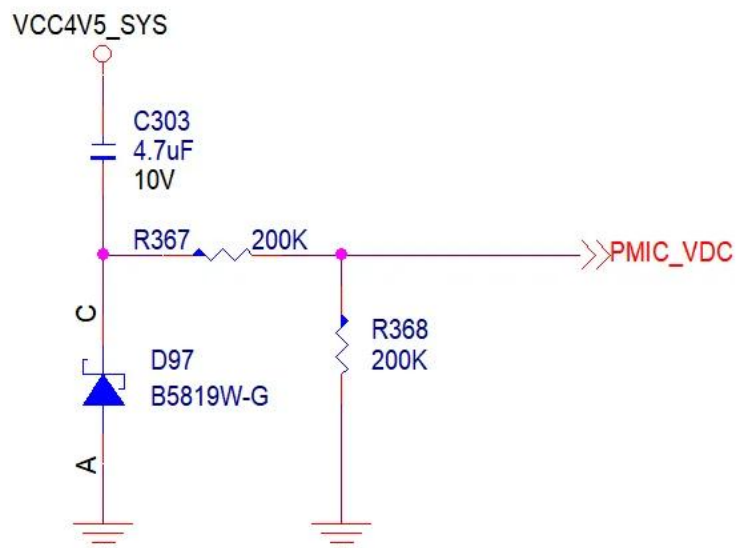 VCC4V5_SYS
C303
4.7uF
10V
R367 200K
PMIC_VDC
C
R368
200K
D97
B5819W-G
A